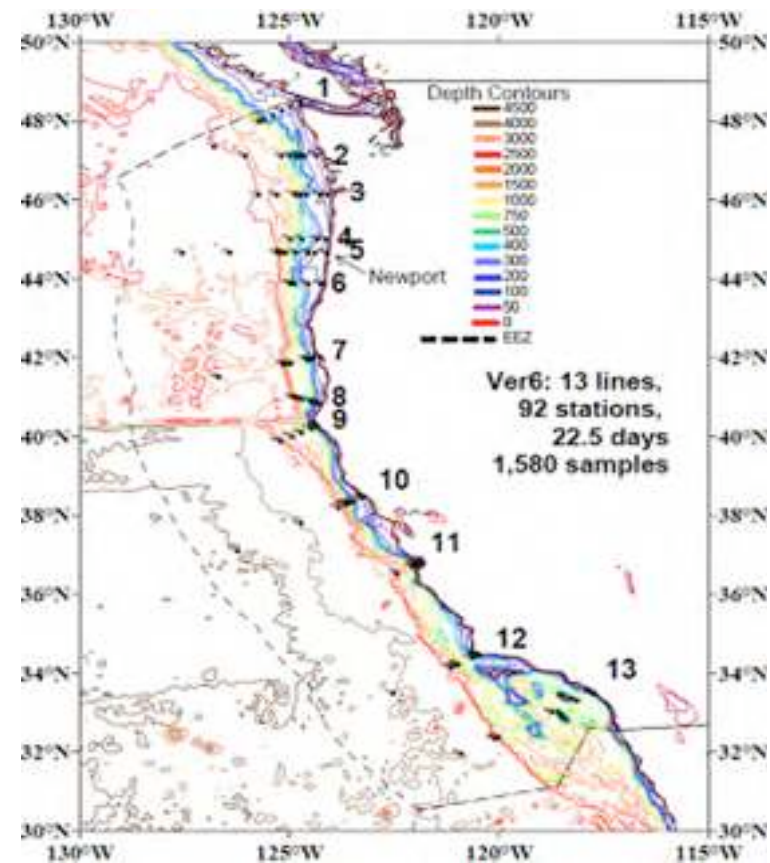 130°W 125°W 120°W 115°W
50°N 50°N
1
Depth Contours
4500
4000
3000
2500
2000
1500
1000
750
500
400
300
200
100
50
0
EEZ
48°N 48°N
2
46°N 3 46°N
4
5
44°N Newport 44°N
6
42°N 7 42°N
Ver6: 13 lines,
92 stations,
22.5 days
1,580 samples
8
9
40°N 40°N
10
38°N 38°N
11
36°N 36°N
12
13
34°N 34°N
32°N 32°N
30°N 30°N
130°W 125°W 120°W 115°W